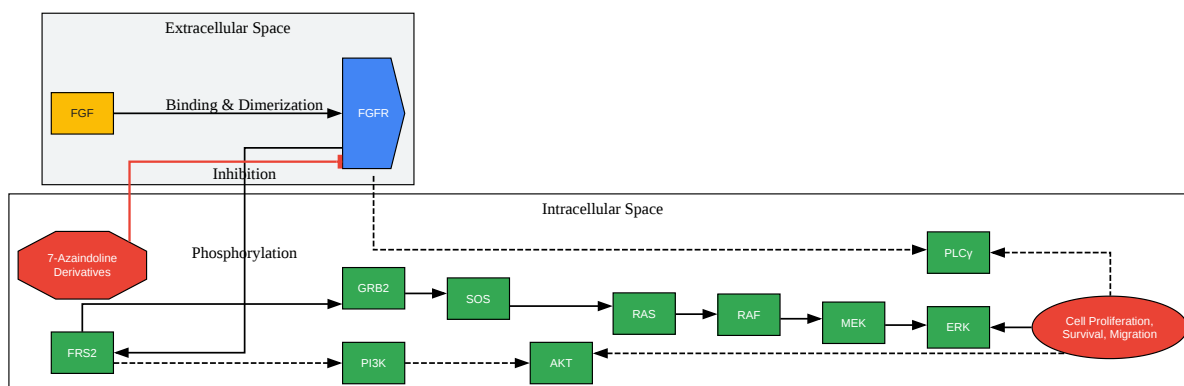 Extracellular Space
FGF
Binding & Dimerization
FGFR
Inhibition
Intracellular Space
7-Azaindoline
Derivatives
Phosphorylation
PLCγ
GRB2
SOS
RAS
RAF
MEK
ERK
Cell Proliferation,
Survival, Migration
FRS2
PI3K
AKT